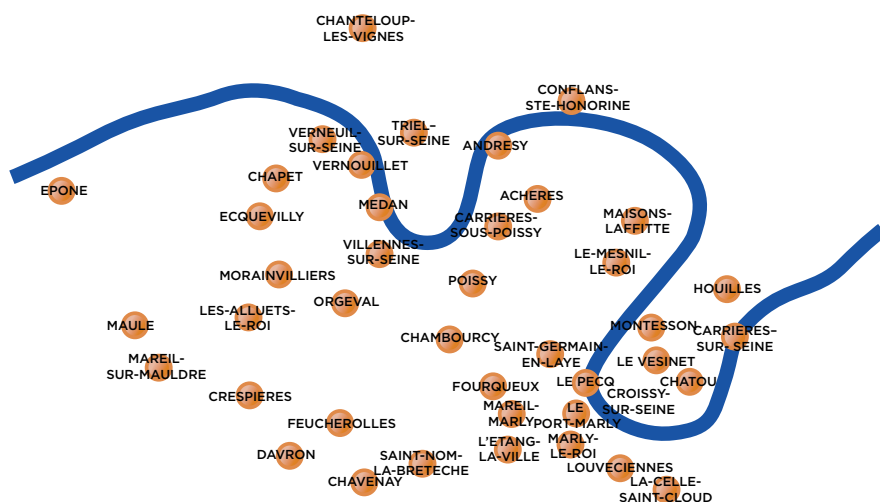 CHANTELOUP-
LES-VIGNES
CONFLANS-
STE-HONORINE
TRIEL–
SUR-SEINE
VERNEUIL-
SUR-SEINE
ANDRESY
VERNOUILLET
CHAPET
EPONE
ACHERES
MEDAN
ECQUEVILLY
CARRIERES-
SOUS-POISSY
MAISONS-
LAFFITTE
VILLENNES-
SUR-SEINE
LE-MESNIL-
LE-ROI
MORAINVILLIERS
POISSY
HOUILLES
ORGEVAL
LES-ALLUETS-
LE-ROI
MAULE
MONTESSON
CARRIERES–
SUR- SEINE
CHAMBOURCY
SAINT-GERMAIN-
EN-LAYE
MAREIL-
SUR-MAULDRE
LE VESINET
FOURQUEUX
LE PECQ
CHATOU
CRESPIERES
CROISSY-
SUR-SEINE
MAREIL-
MARLY
LE
PORT-MARLY
FEUCHEROLLES
L'ETANG-
LA-VILLE
MARLY-
LE-ROI
DAVRON
SAINT-NOM-
LA-BRETECHE
LOUVECIENNES
CHAVENAY
LA-CELLE-
SAINT-CLOUD